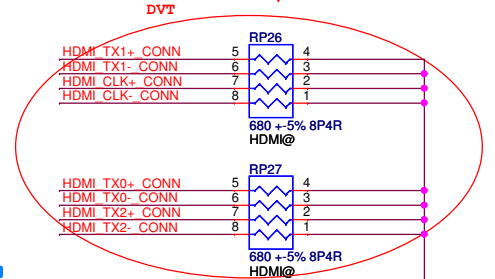 DVT
RP26
HDMI_TX1+_CONN 5 4
HDMI_TX1-_CONN 6 3
HDMI_CLK+_CONN 7 2
HDMI_CLK-_CONN 8 1
680 +-5% 8P4R
HDMI@
RP27
HDMI_TX0+_CONN 5 4
HDMI_TX0-_CONN 6 3
HDMI_TX2+_CONN 7 2
HDMI_TX2-_CONN 8 1
680 +-5% 8P4R
HDMI@